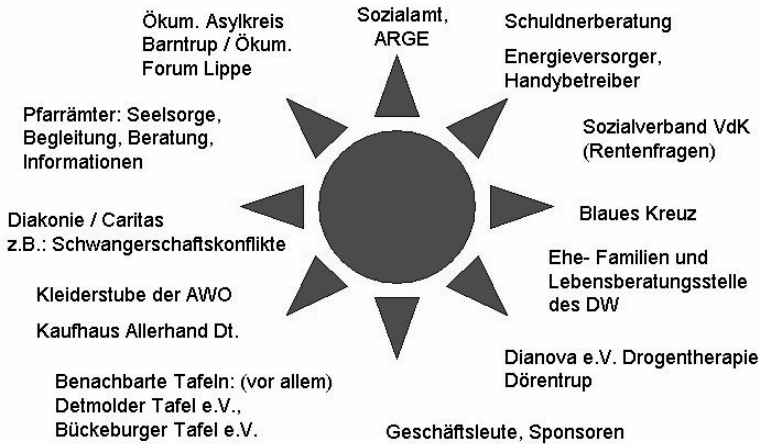 Ökum. Asylkreis
Barntrup / Ökum.
Forum Lippe
Sozialamt,
ARGE
Schuldnerberatung
Energieversorger,
Handybetreiber
Pfarrämter: Seelsorge,
Begleitung, Beratung,
Informationen
Sozialverband VdK
(Rentenfragen)
Diakonie / Caritas
z.B.: Schwangerschaftskonflikte
Blaues Kreuz
Ehe- Familien und
Lebensberatungsstelle
des DW
Kleiderstube der AWO
Kaufhaus Allerhand Dt.
Dianova e.V. Drogentherapie
Dörentrup
Benachbarte Tafeln: (vor allem)
Detmolder Tafel e.V.,
Bückeburger Tafel e.V.
Geschäftsleute, Sponsoren